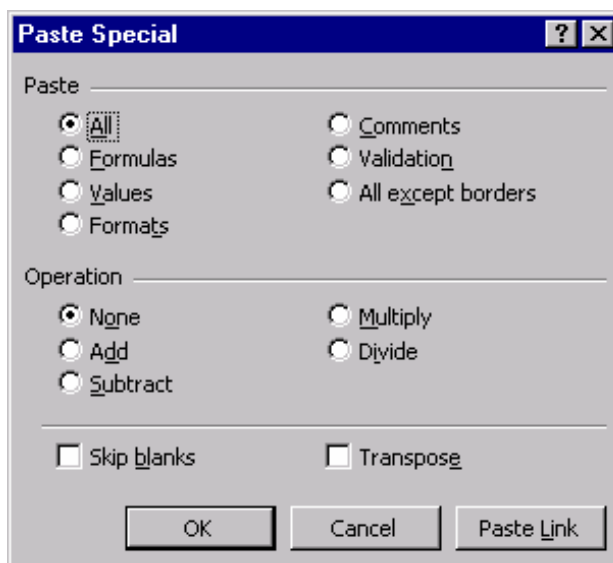 Paste Special ? X
Paste
All Comments
Formulas Validation
Values All except borders
Formats
Operation
None Multiply
Add Divide
Subtract
Skip blanks Transpose
OK Cancel Paste Link